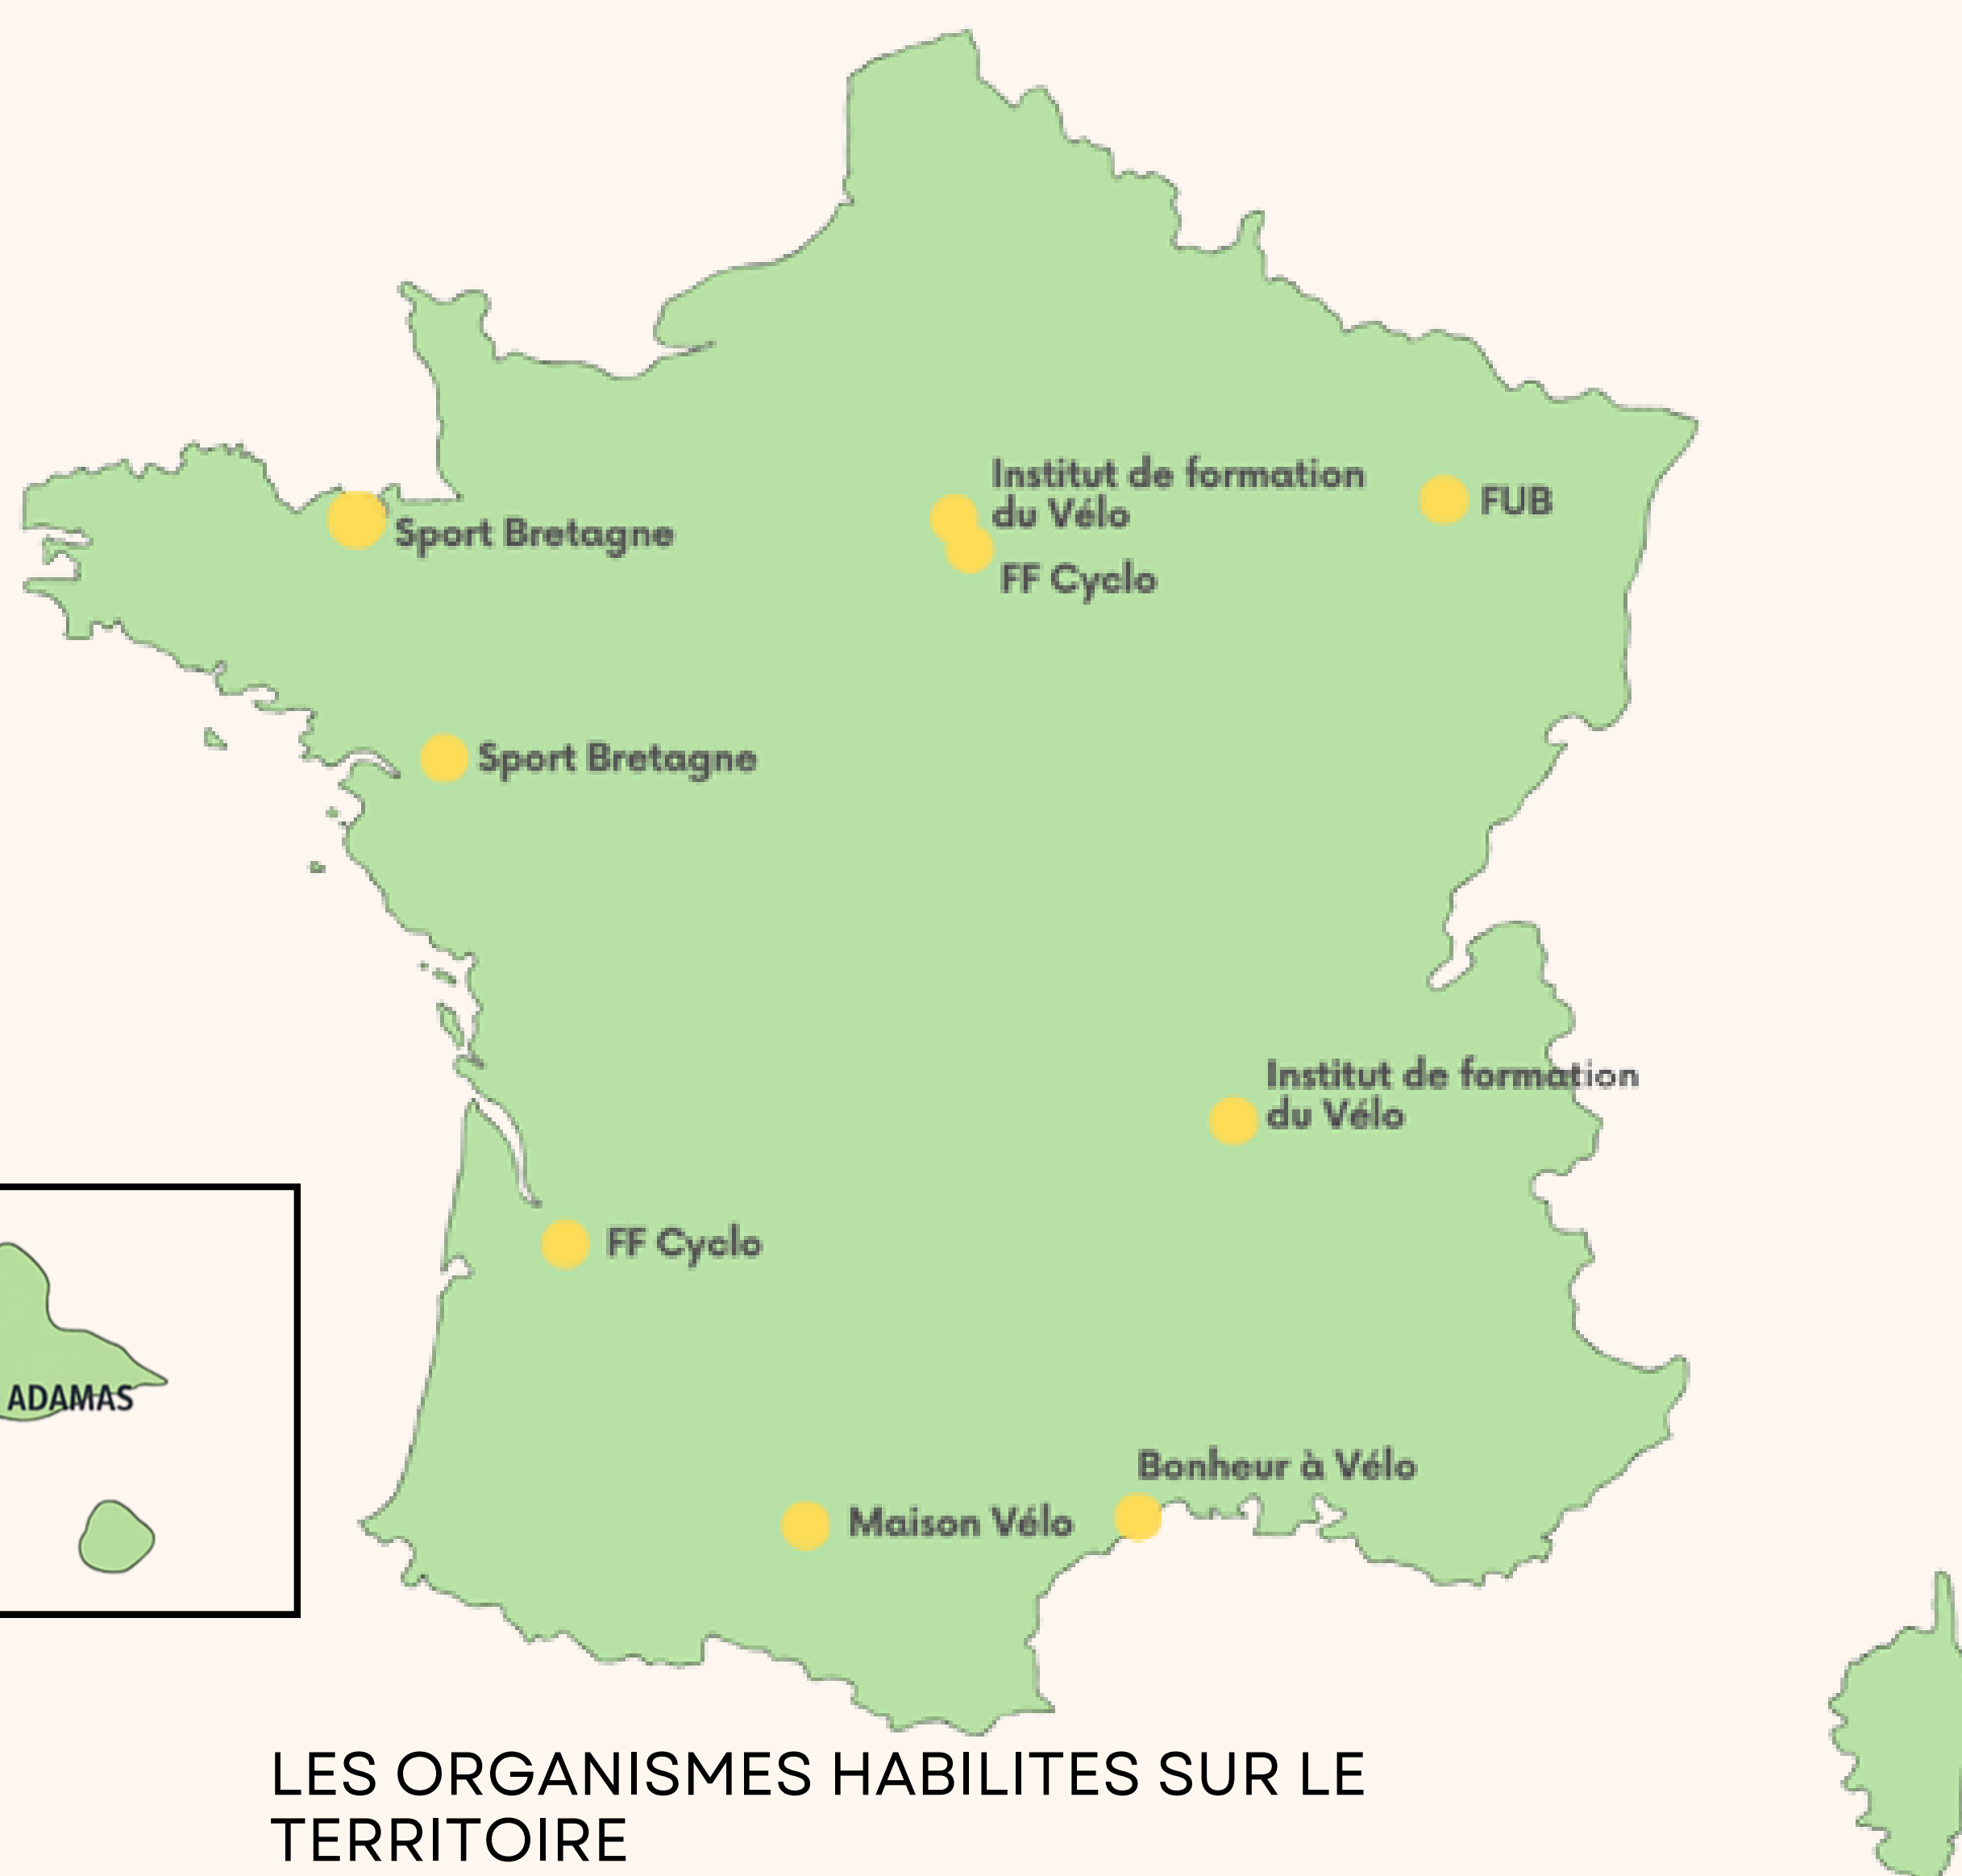 Institut de formation
du Vélo
FUB
Sport Bretagne
FF Cyclo
Sport Bretagne
Institut de formation
du Vélo
FF Cyclo
ADAMAS
Bonheur à Vélo
Maison Vélo
LES ORGANISMES HABILITES SUR LE
TERRITOIRE